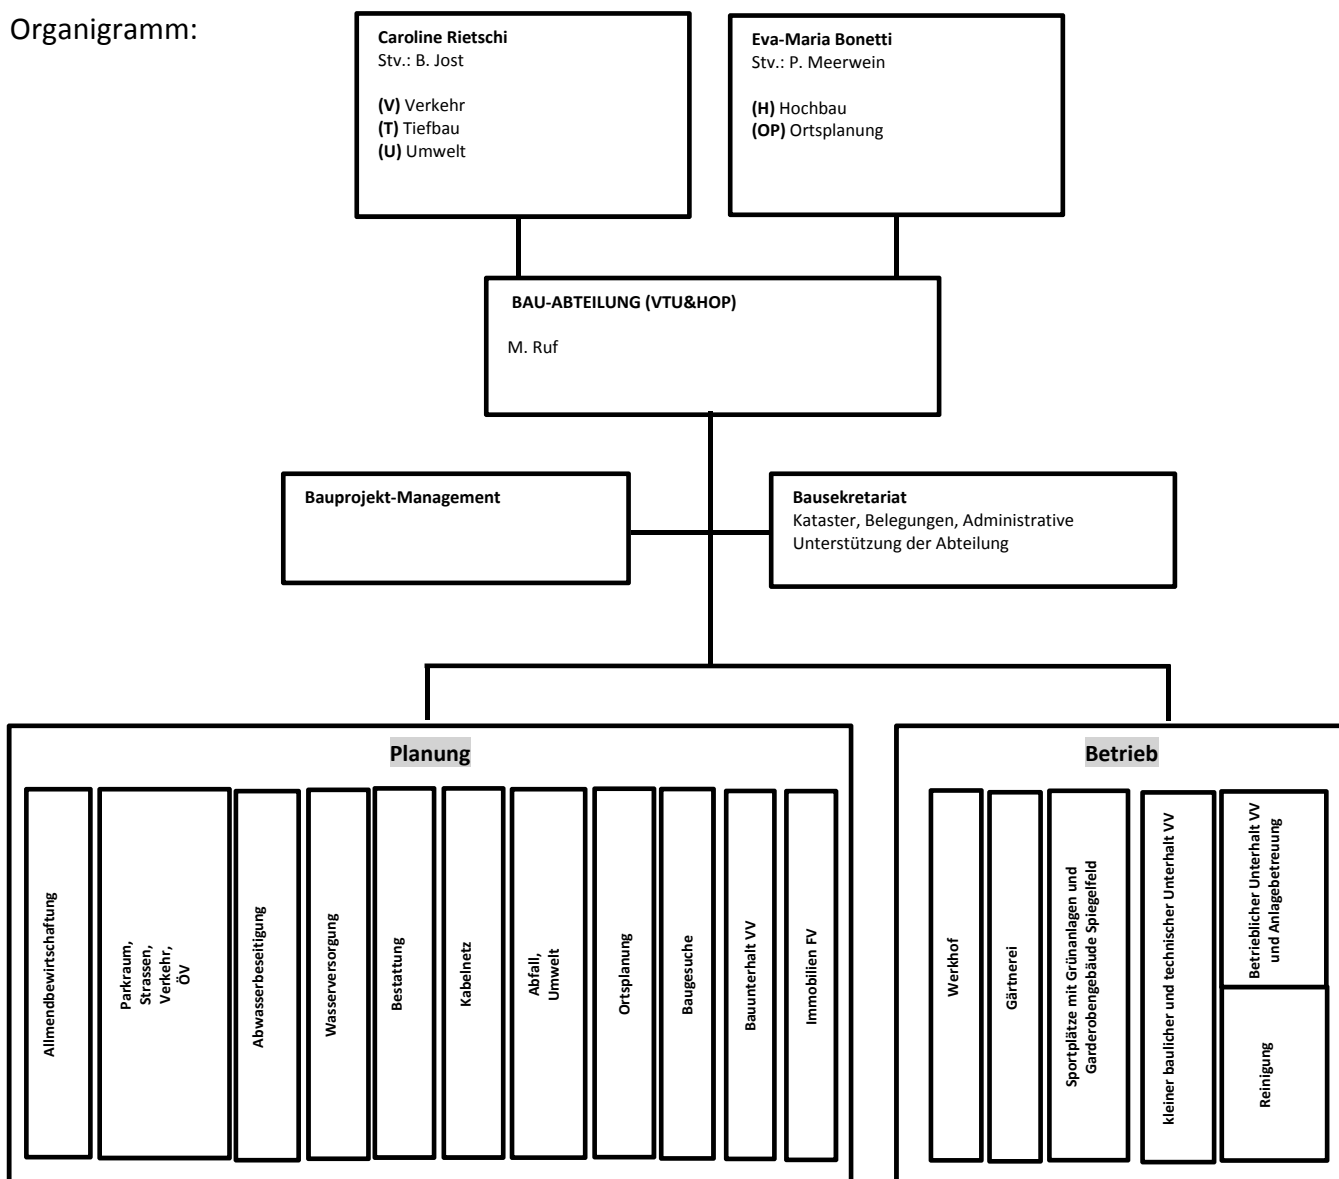 Organigramm:
Caroline Rietschi
Stv.: B. Jost
(V) Verkehr
(T) Tiefbau
(U) Umwelt
Eva-Maria Bonetti
Stv.: P. Meerwein
(H) Hochbau
(OP) Ortsplanung
BAU-ABTEILUNG (VTU&HOP)
M. Ruf
Bauprojekt-Management
Bausekretariat
Kataster, Belegungen, Administrative
Unterstützung der Abteilung
Planung
Allmendbewirtschaftung
Parkraum,
Strassen,
Verkehr,
ÖV
Abwasserbeseitigung
Wasserversorgung
Bestattung
Kabelnetz
Abfall,
Umwelt
Ortsplanung
Baugesuche
Bauunterhalt VV
Immobilien FV
Betrieb
Werkhof
Gärtnerei
Sportplätze mit Grünanlagen und
Garderobengebäude Spiegelfeld
kleiner baulicher und technischer Unterhalt VV
Betrieblicher Unterhalt VV
und Anlagebetreuung
Reinigung